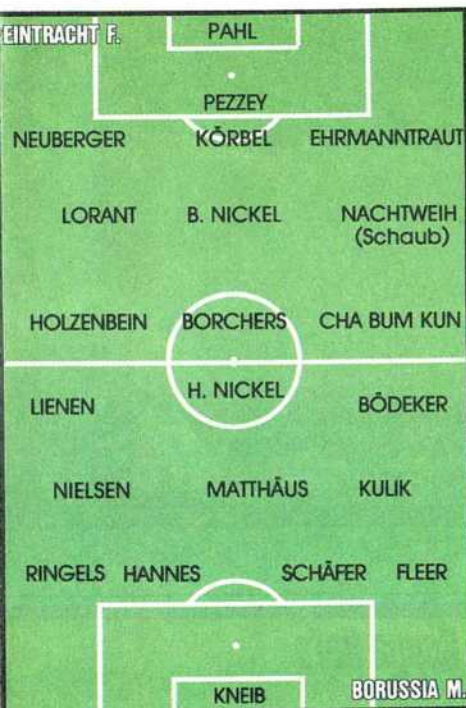 EINTRACHT F.
PAHL
PEZZEY
NEUBERGER KÖRBEL EHRMANNTRAUT
LORANT B. NICKEL NACHTWEIH
(Schaub)
HOLZENBEIN BORCHERS CHA BUM KUN
H. NICKEL
LIENEN BÖDEKER
NIELSEN MATTHÄUS KULIK
RINGELS HANNES SCHÄFER FLEER
KNEIB
BORUSSIA M.